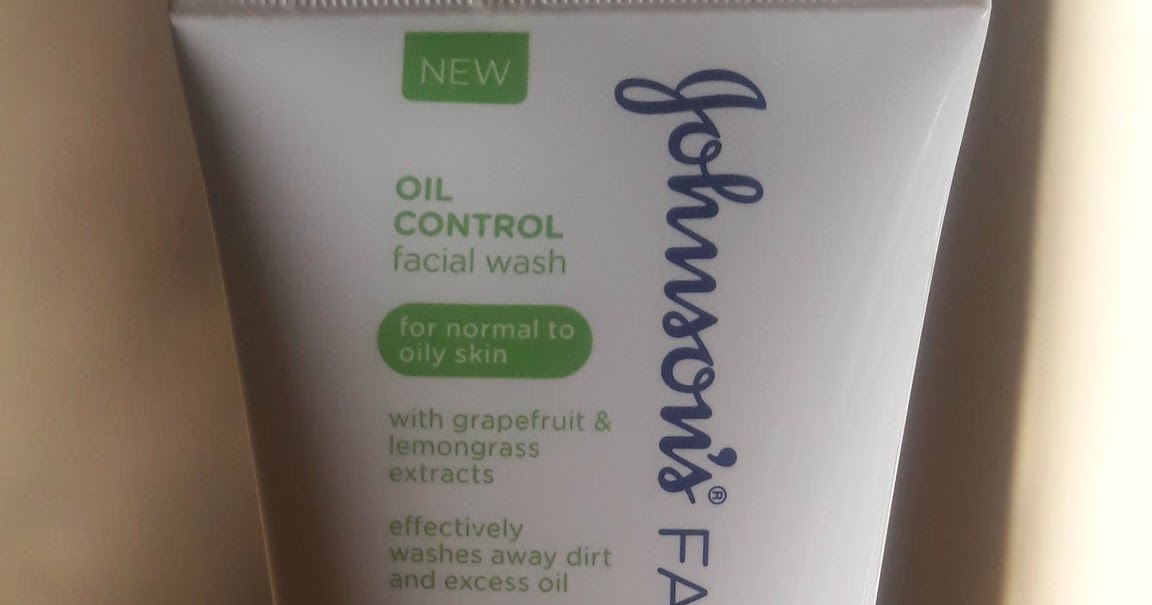 NEW
OIL
CONTROL
facial wash
for normal to
oily skin
with grapefruit &
lemongrass
extracts
effectively
washes away dirt
and excess oil
Johnson's® FA